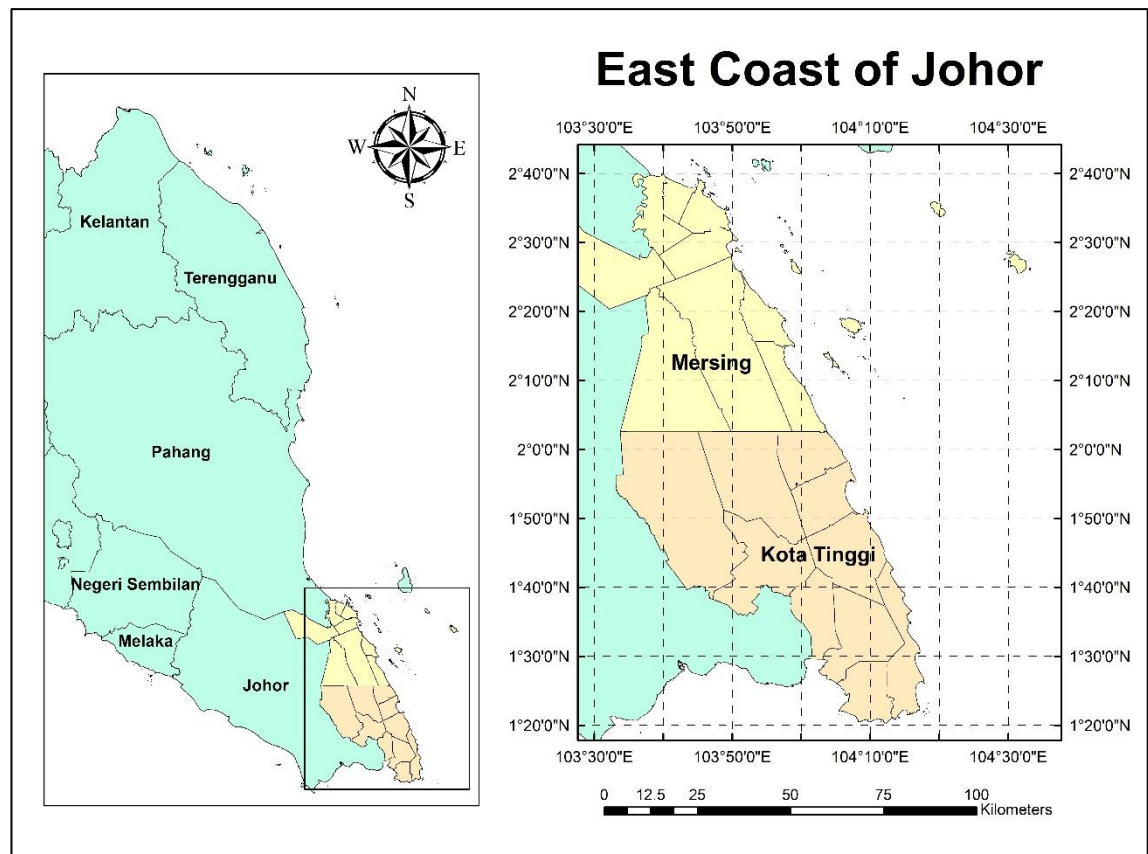 East Coast of Johor
N
W E
S
Kelantan
Terengganu
Pahang
Negeri Sembilan
Melaka
Johor
103°30'0"E 103°50'0"E 104°10'0"E 104°30'0"E
2°40'0"N 2°40'0"N
2°30'0"N 2°30'0"N
2°20'0"N 2°20'0"N
Mersing
2°10'0"N 2°10'0"N
2°0'0"N 2°0'0"N
1°50'0"N 1°50'0"N
Kota Tinggi
1°40'0"N 1°40'0"N
1°30'0"N 1°30'0"N
1°20'0"N 1°20'0"N
103°30'0"E 103°50'0"E 104°10'0"E 104°30'0"E
0 12.5 25 50 75 100
Kilometers